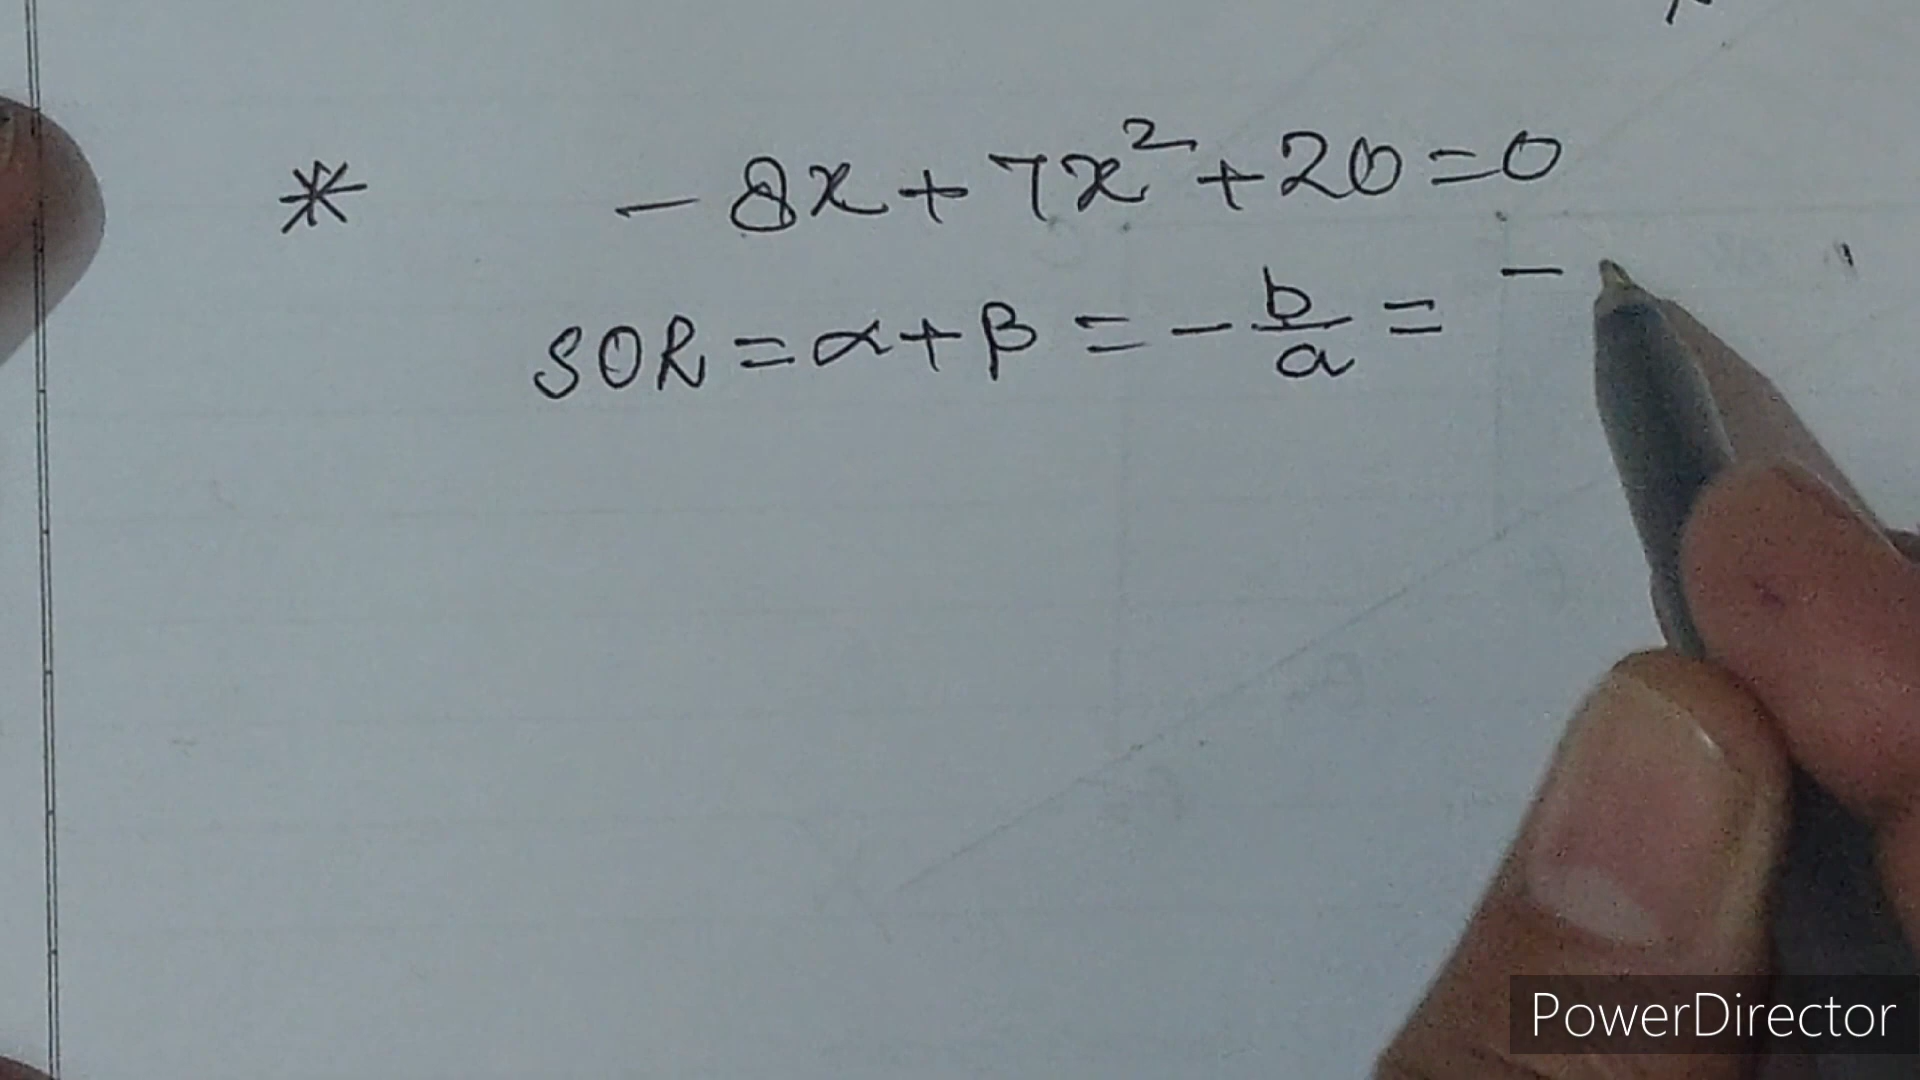 * - 8x + 7x² + 20 = 0
SOR = α + β = - b/a = -
PowerDirector